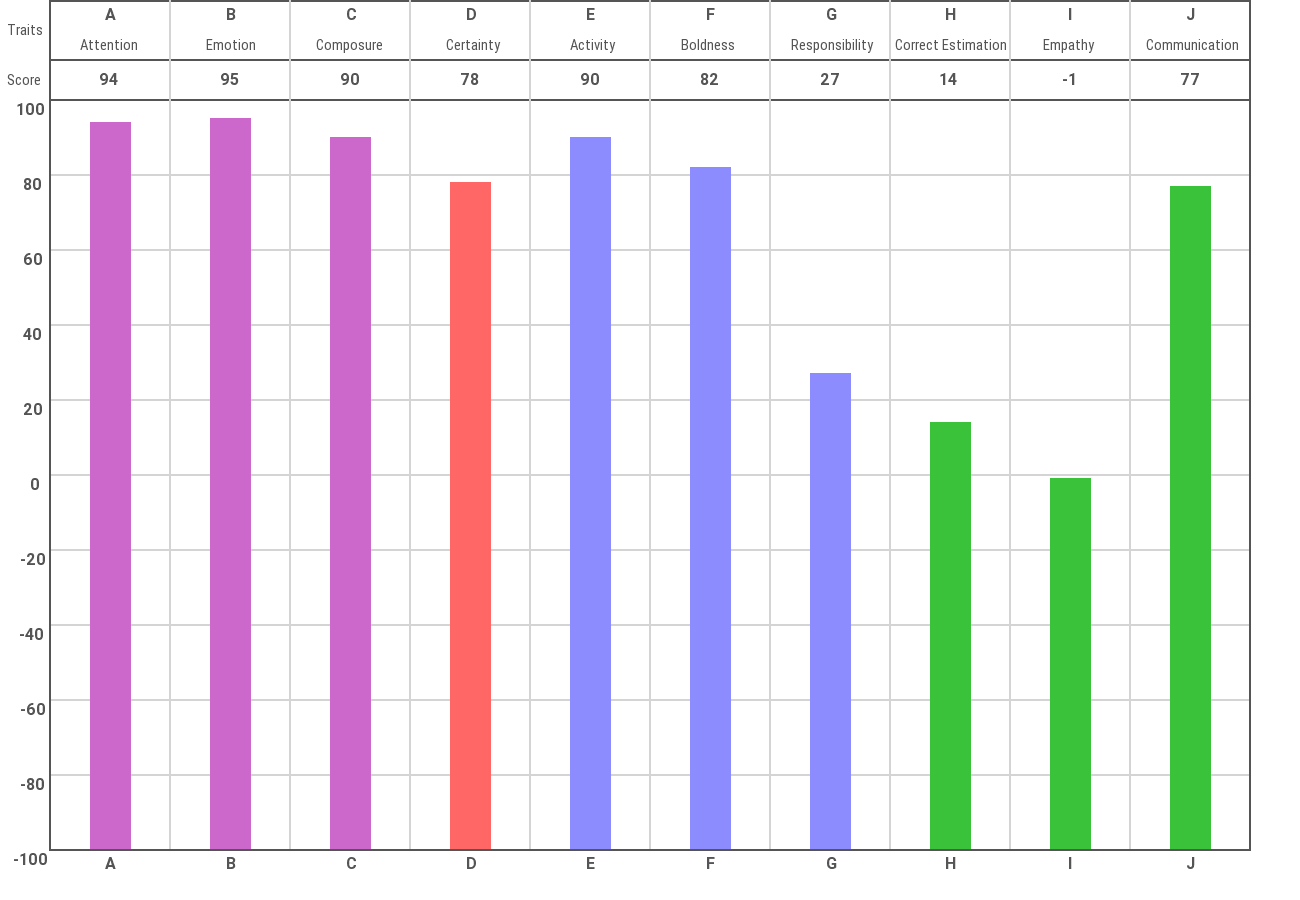 A B C D E F G H I J
Traits
Attention Emotion Composure Certainty Activity Boldness Responsibility Correct Estimation Empathy Communication
Score 94 95 90 78 90 82 27 14 -1 77
100
80
60
40
20
0
-20
-40
-60
-80
-100
A B C D E F G H I J